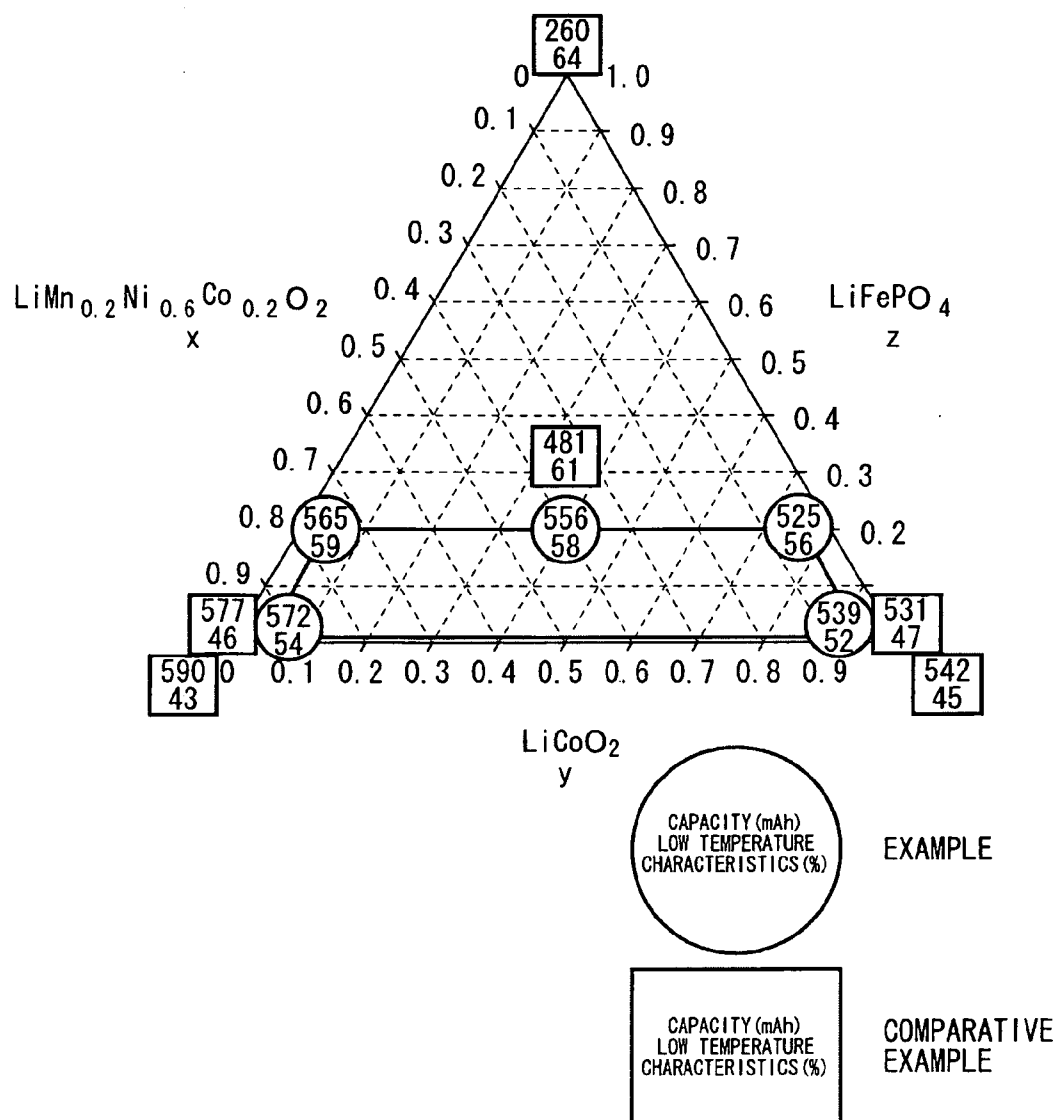 260
64
0 1.0
0.1 0.9
0.2 0.8
0.3 0.7
LiMn0.2Ni0.6Co0.2O2 0.4 0.6 LiFePO4
x z
0.5 0.5
0.6 0.4
481
61
0.7 0.3
0.8 565 556 525 0.2
59 58 56
0.9
577 572 539 531
46 54 52 47
590 0 0.1 0.2 0.3 0.4 0.5 0.6 0.7 0.8 0.9 542
43 45
LiCoO2
y
CAPACITY(mAh)
LOW TEMPERATURE
CHARACTERISTICS(%)
EXAMPLE
CAPACITY(mAh)
LOW TEMPERATURE
CHARACTERISTICS(%)
COMPARATIVE
EXAMPLE